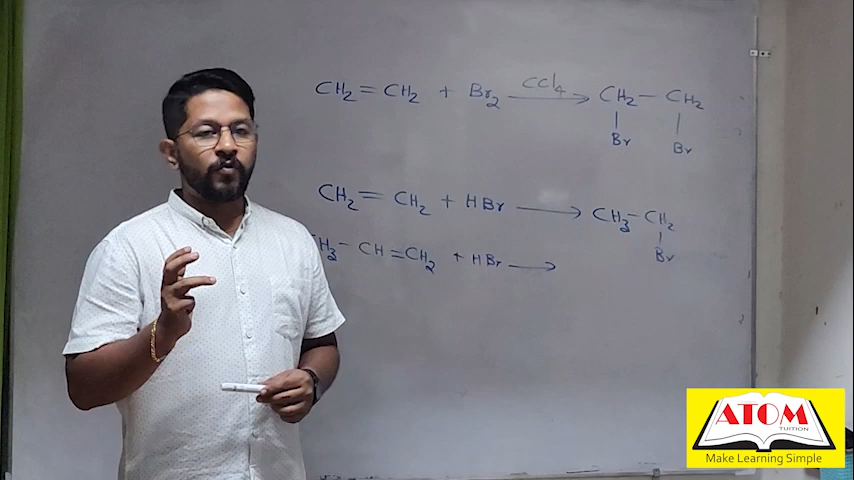 CH₂ = CH₂ + Br₂ —CCl₄→ CH₂ — CH₂
| |
Br Br
CH₂ = CH₂ + HBr ⟶ CH₃ – CH₂
|
Br
H₃ – CH = CH₂ + HBr ⟶
ATOM
TUITION
Make Learning Simple